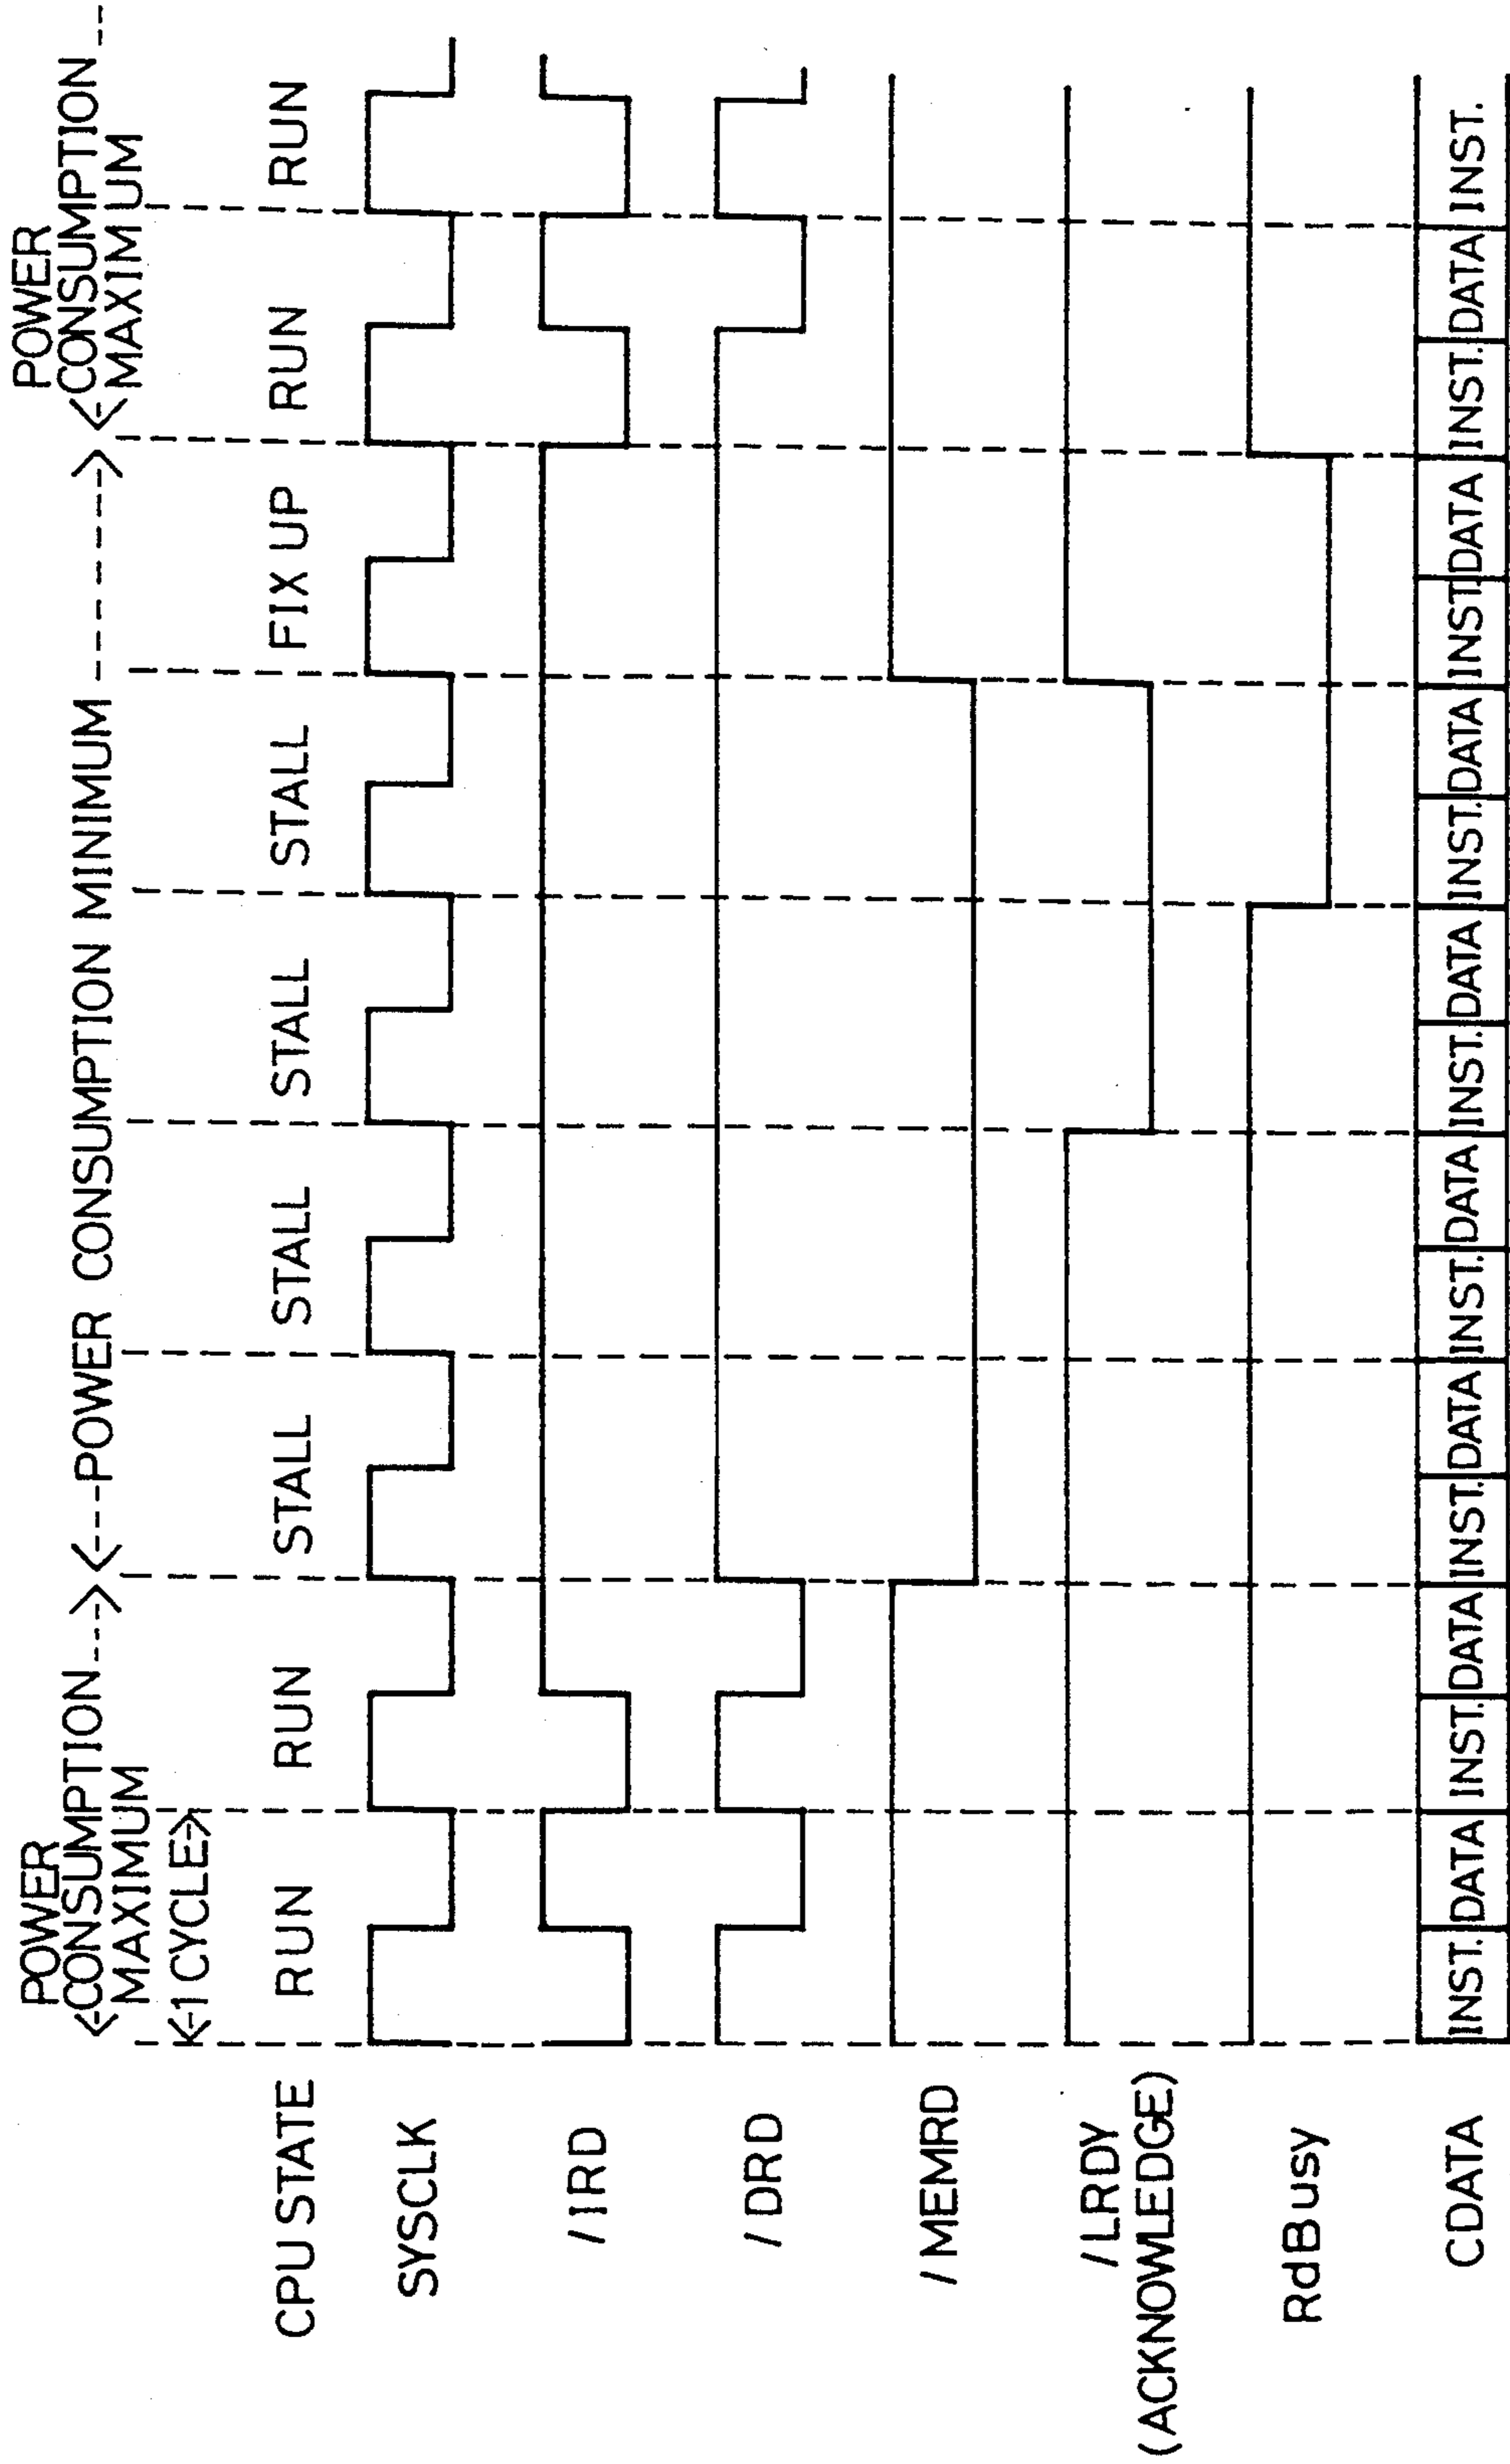 POWER
<CONSUMPTION--->
MAXIMUM
<---POWER CONSUMPTION MINIMUM------->
POWER
<CONSUMPTION--
MAXIMUM
<-1 CYCLE->
CPU STATE RUN RUN STALL STALL STALL STALL FIX UP RUN RUN
SYSCLK
/IRD
/DRD
/MEMRD
/LRDY
(ACKNOWLEDGE)
RdBusy
CDATA INST. DATA INST. DATA INST. DATA INST. DATA INST. DATA INST. DATA INST DATA INST. DATA INST.